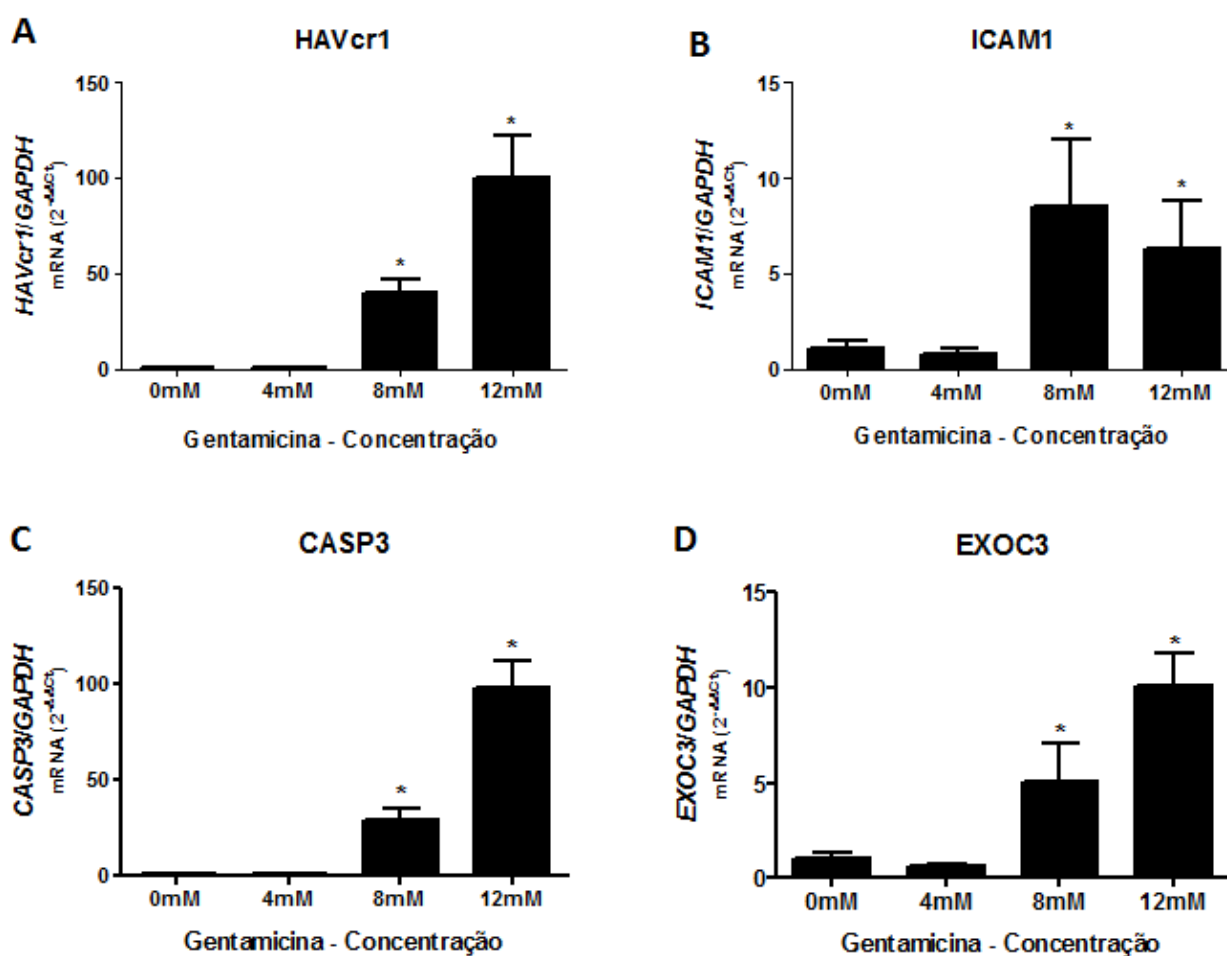 A
HAVcr1
HAVcr1/GAPDH
mRNA (2-ΔΔCt)
150
100
50
0
*
*
0mM 4mM 8mM 12mM
Gentamicina - Concentração
B
ICAM1
ICAM1/GAPDH
mRNA (2-ΔΔCt)
15
10
5
0
*
*
0mM 4mM 8mM 12mM
Gentamicina - Concentração
C
CASP3
CASP3/GAPDH
mRNA (2-ΔΔCt)
150
100
50
0
*
*
0mM 4mM 8mM 12mM
Gentamicina - Concentração
D
EXOC3
EXOC3/GAPDH
mRNA (2-ΔΔCt)
15
10
5
0
*
*
0mM 4mM 8mM 12mM
Gentamicina - Concentração